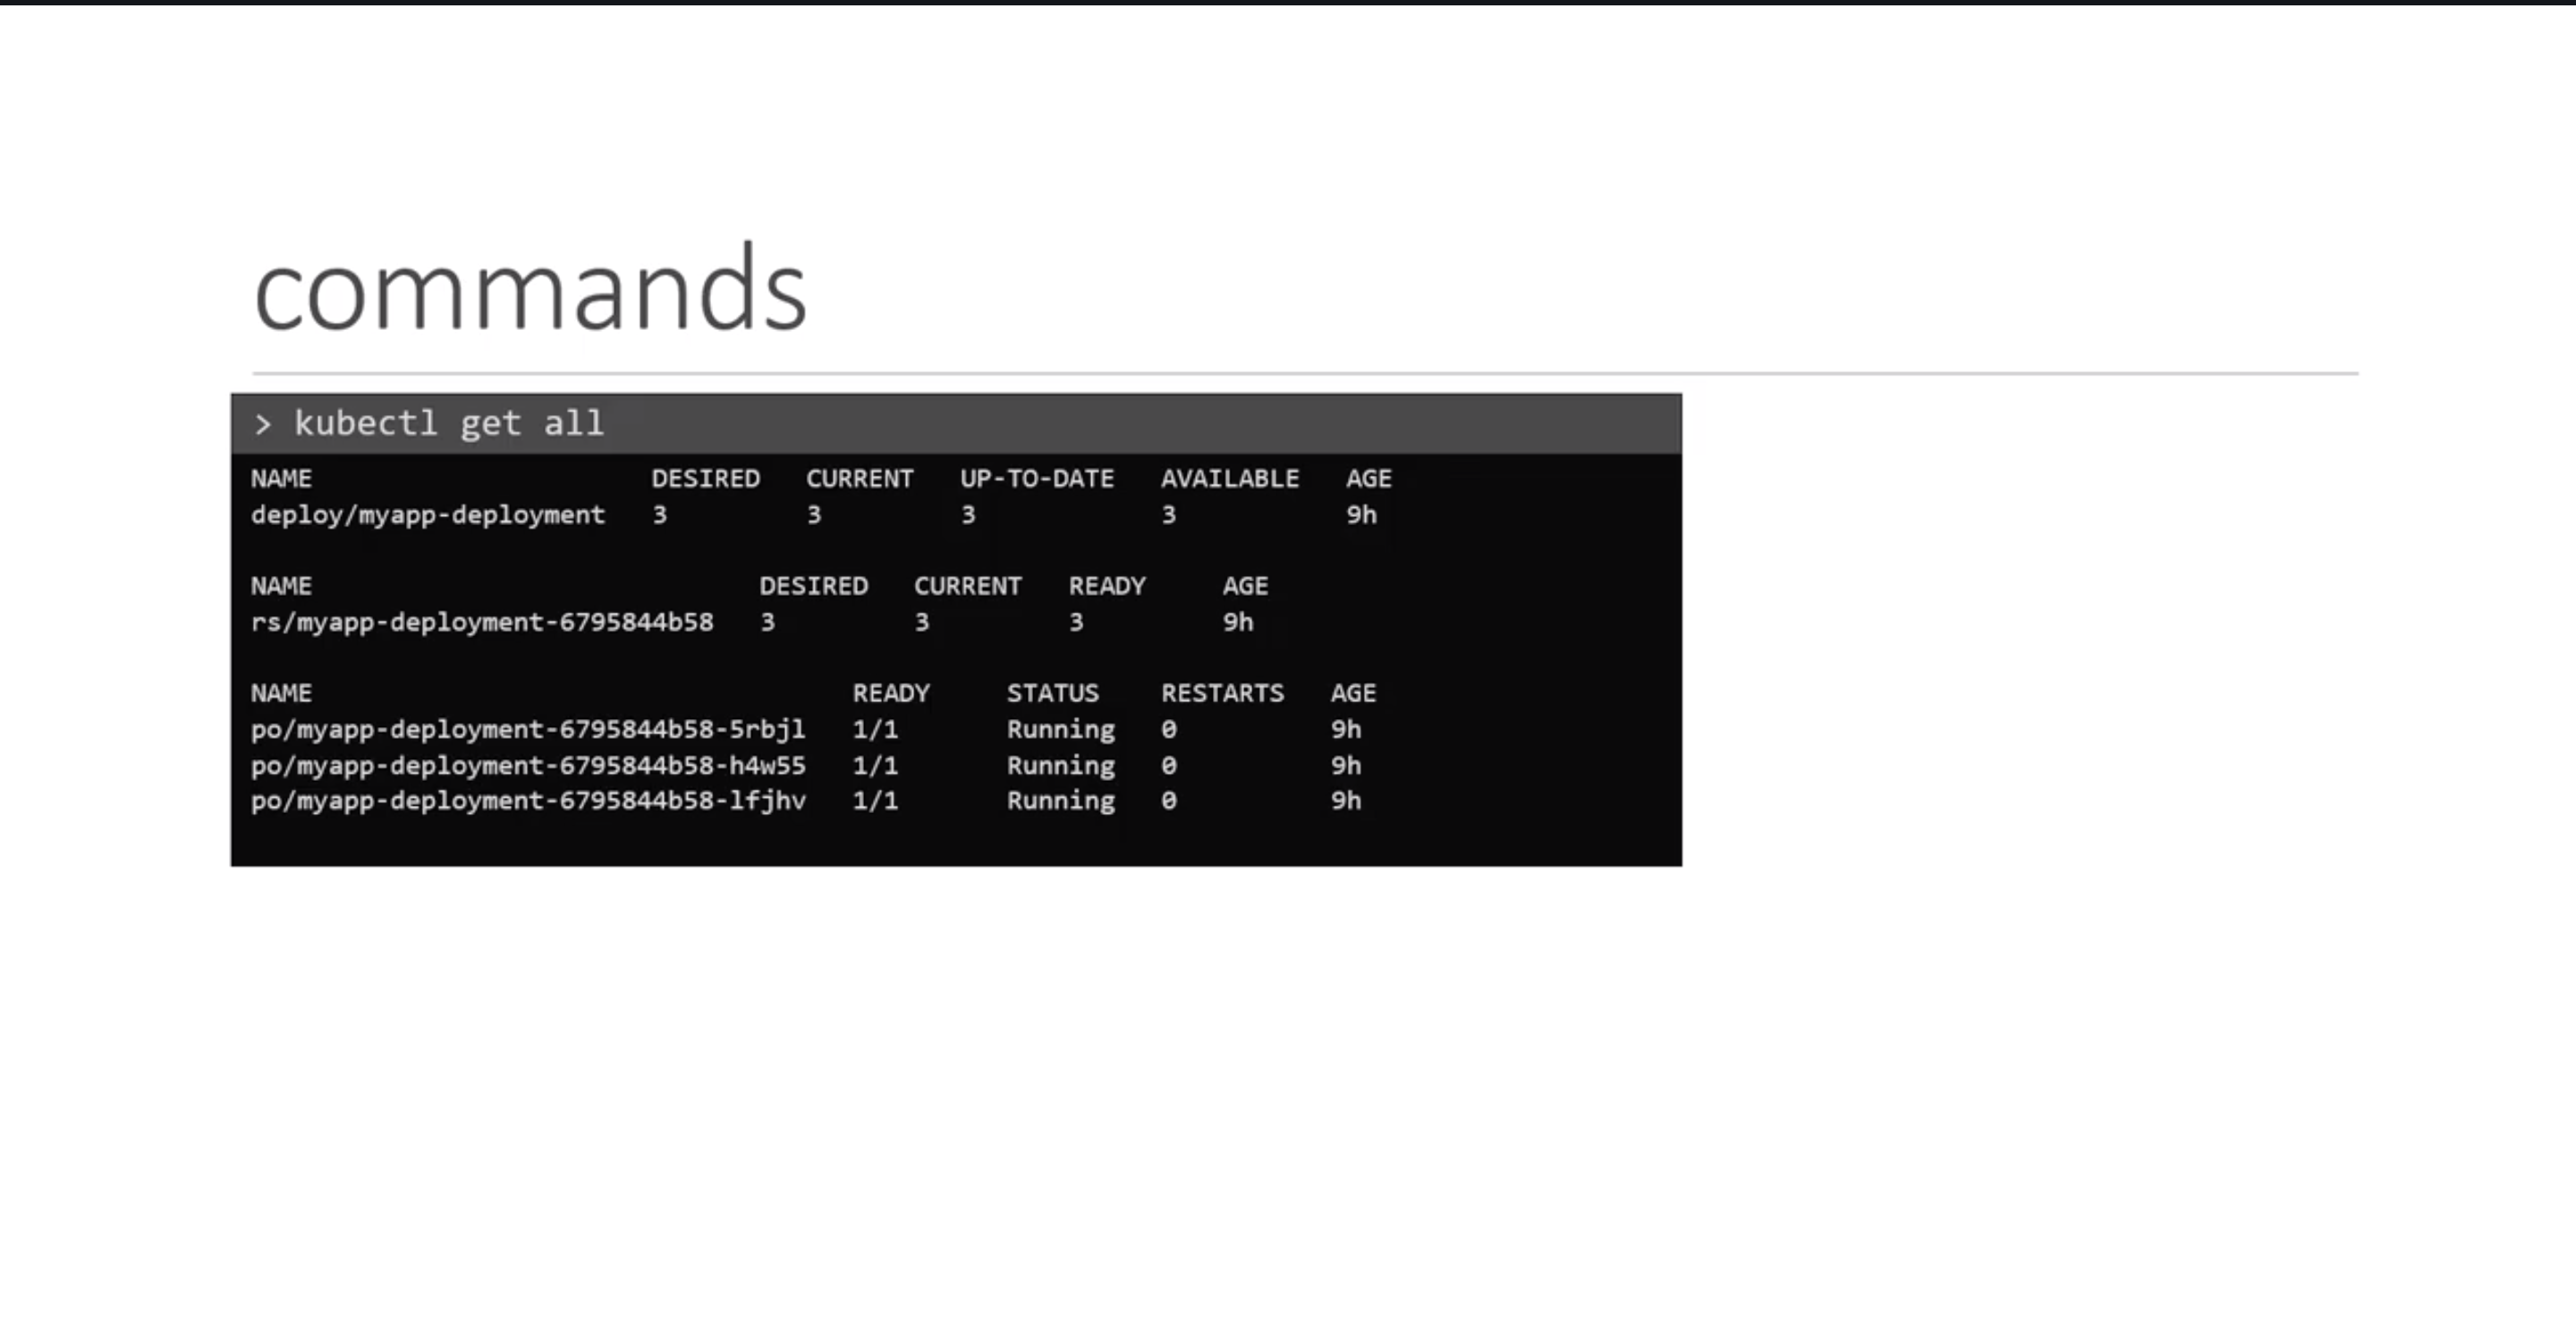 commands
> kubectl get all
NAME DESIRED CURRENT UP-TO-DATE AVAILABLE AGE
deploy/myapp-deployment 3 3 3 3 9h
NAME DESIRED CURRENT READY AGE
rs/myapp-deployment-6795844b58 3 3 3 9h
NAME READY STATUS RESTARTS AGE
po/myapp-deployment-6795844b58-5rbjl 1/1 Running 0 9h
po/myapp-deployment-6795844b58-h4w55 1/1 Running 0 9h
po/myapp-deployment-6795844b58-lfjhv 1/1 Running 0 9h